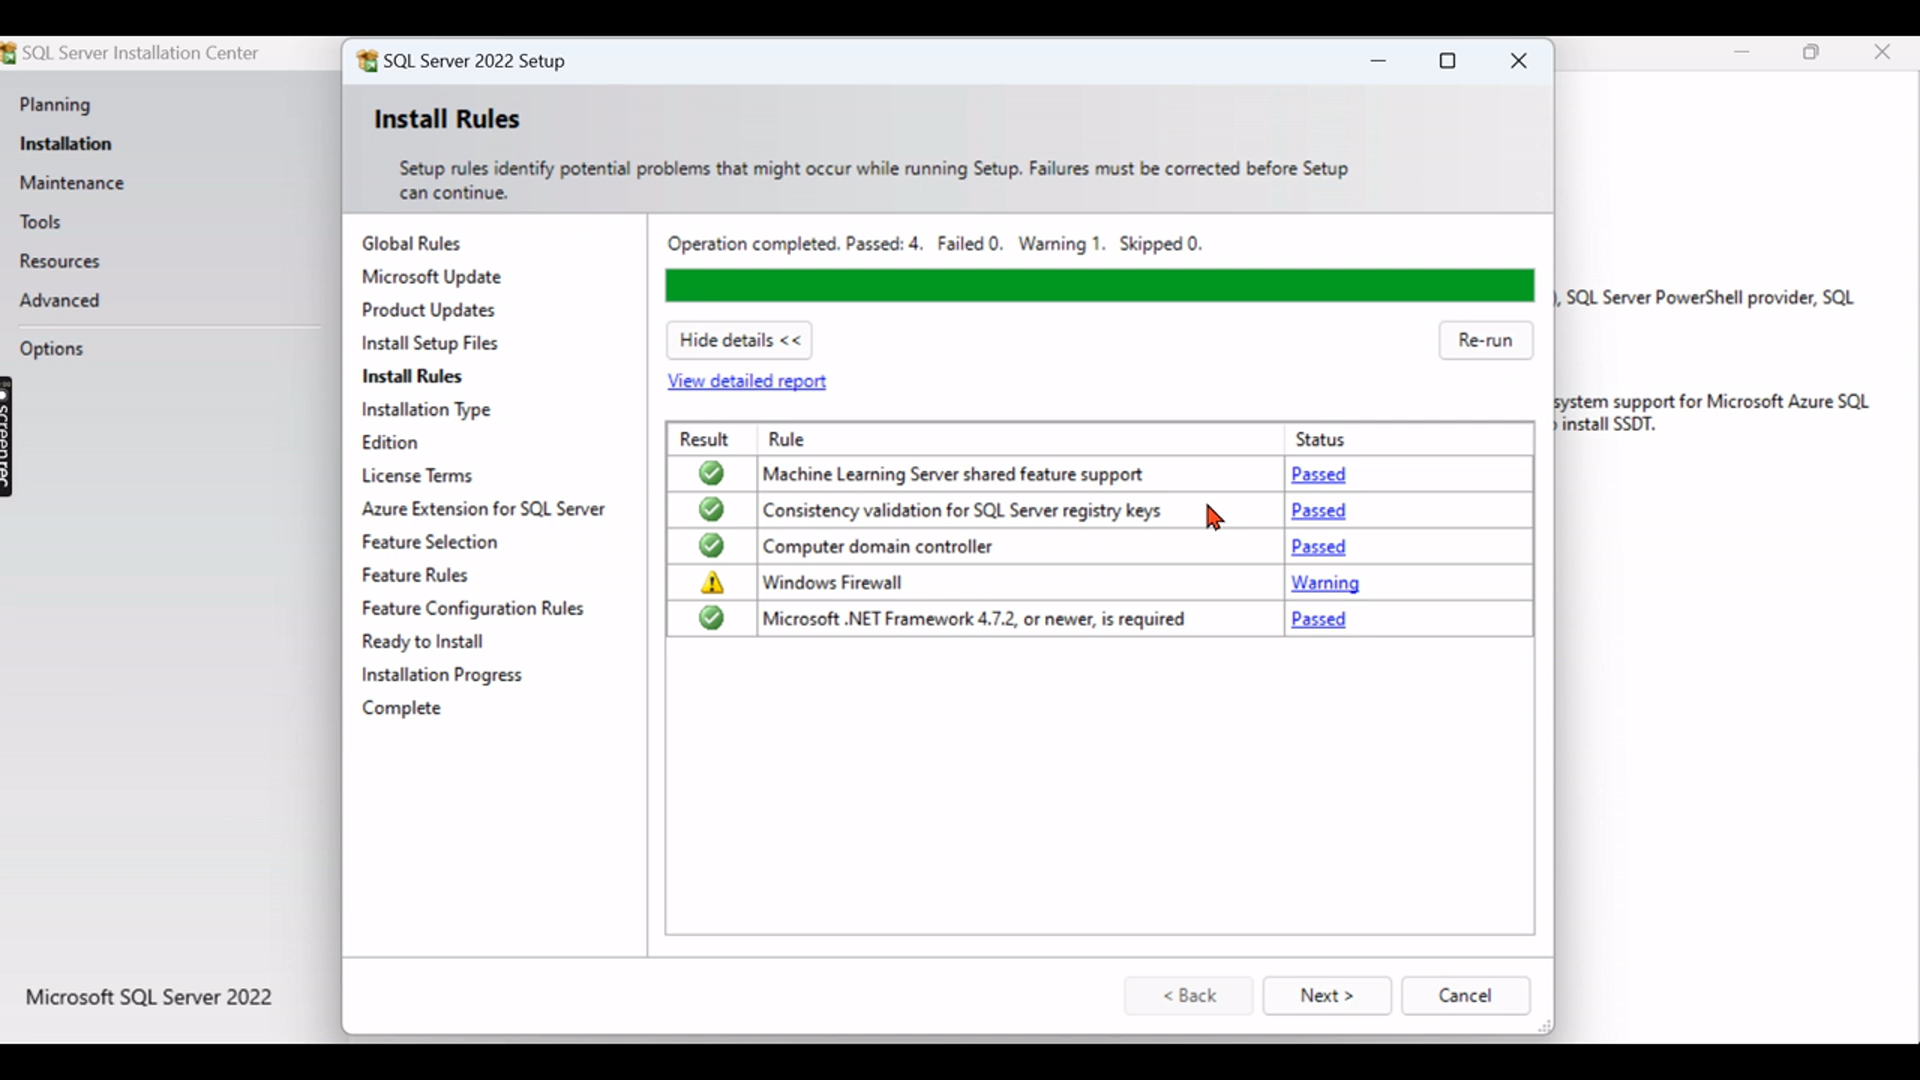 SQL Server Installation Center
Planning
Installation
Maintenance
Tools
Resources
Advanced
Options
Microsoft SQL Server 2022
SQL Server 2022 Setup
Install Rules
Setup rules identify potential problems that might occur while running Setup. Failures must be corrected before Setup
can continue.
Global Rules
Microsoft Update
Product Updates
Install Setup Files
Install Rules
Installation Type
Edition
License Terms
Azure Extension for SQL Server
Feature Selection
Feature Rules
Feature Configuration Rules
Ready to Install
Installation Progress
Complete
Operation completed. Passed: 4. Failed 0. Warning 1. Skipped 0.
Hide details <<
Re-run
View detailed report
Result Rule Status
Machine Learning Server shared feature support Passed
Consistency validation for SQL Server registry keys Passed
Computer domain controller Passed
Windows Firewall Warning
Microsoft .NET Framework 4.7.2, or newer, is required Passed
< Back Next > Cancel
), SQL Server PowerShell provider, SQL
system support for Microsoft Azure SQL
install SSDT.